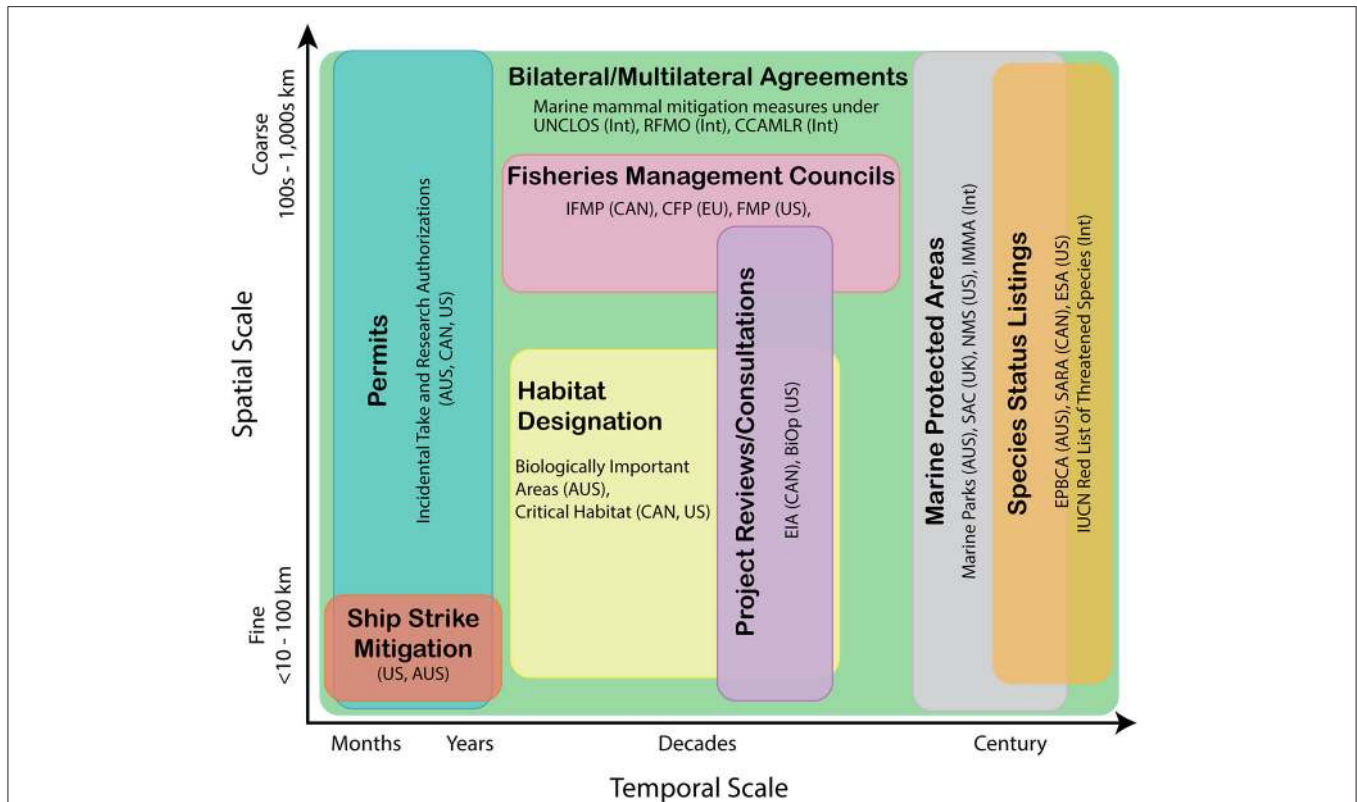 Bilateral/Multilateral Agreements
Marine mammal mitigation measures under
UNCLOS (Int), RFMO (Int), CCAMLR (Int)
Fisheries Management Councils
IFMP (CAN), CFP (EU), FMP (US),
Permits
Incidental Take and Research Authorizations
(AUS, CAN, US)
Ship Strike
Mitigation
(US, AUS)
Habitat
Designation
Biologically Important
Areas (AUS),
Critical Habitat (CAN, US)
Project Reviews/Consultations
EIA (CAN), BiOp (US)
Marine Protected Areas
Marine Parks (AUS), SAC (UK), NMS (US), IMMA (Int)
Species Status Listings
EPBCA (AUS), SARA (CAN), ESA (US)
IUCN Red List of Threatened Species (Int)
Spatial Scale
Coarse
100s - 1,000s km
Fine
<10 - 100 km
Months
Years
Decades
Century
Temporal Scale